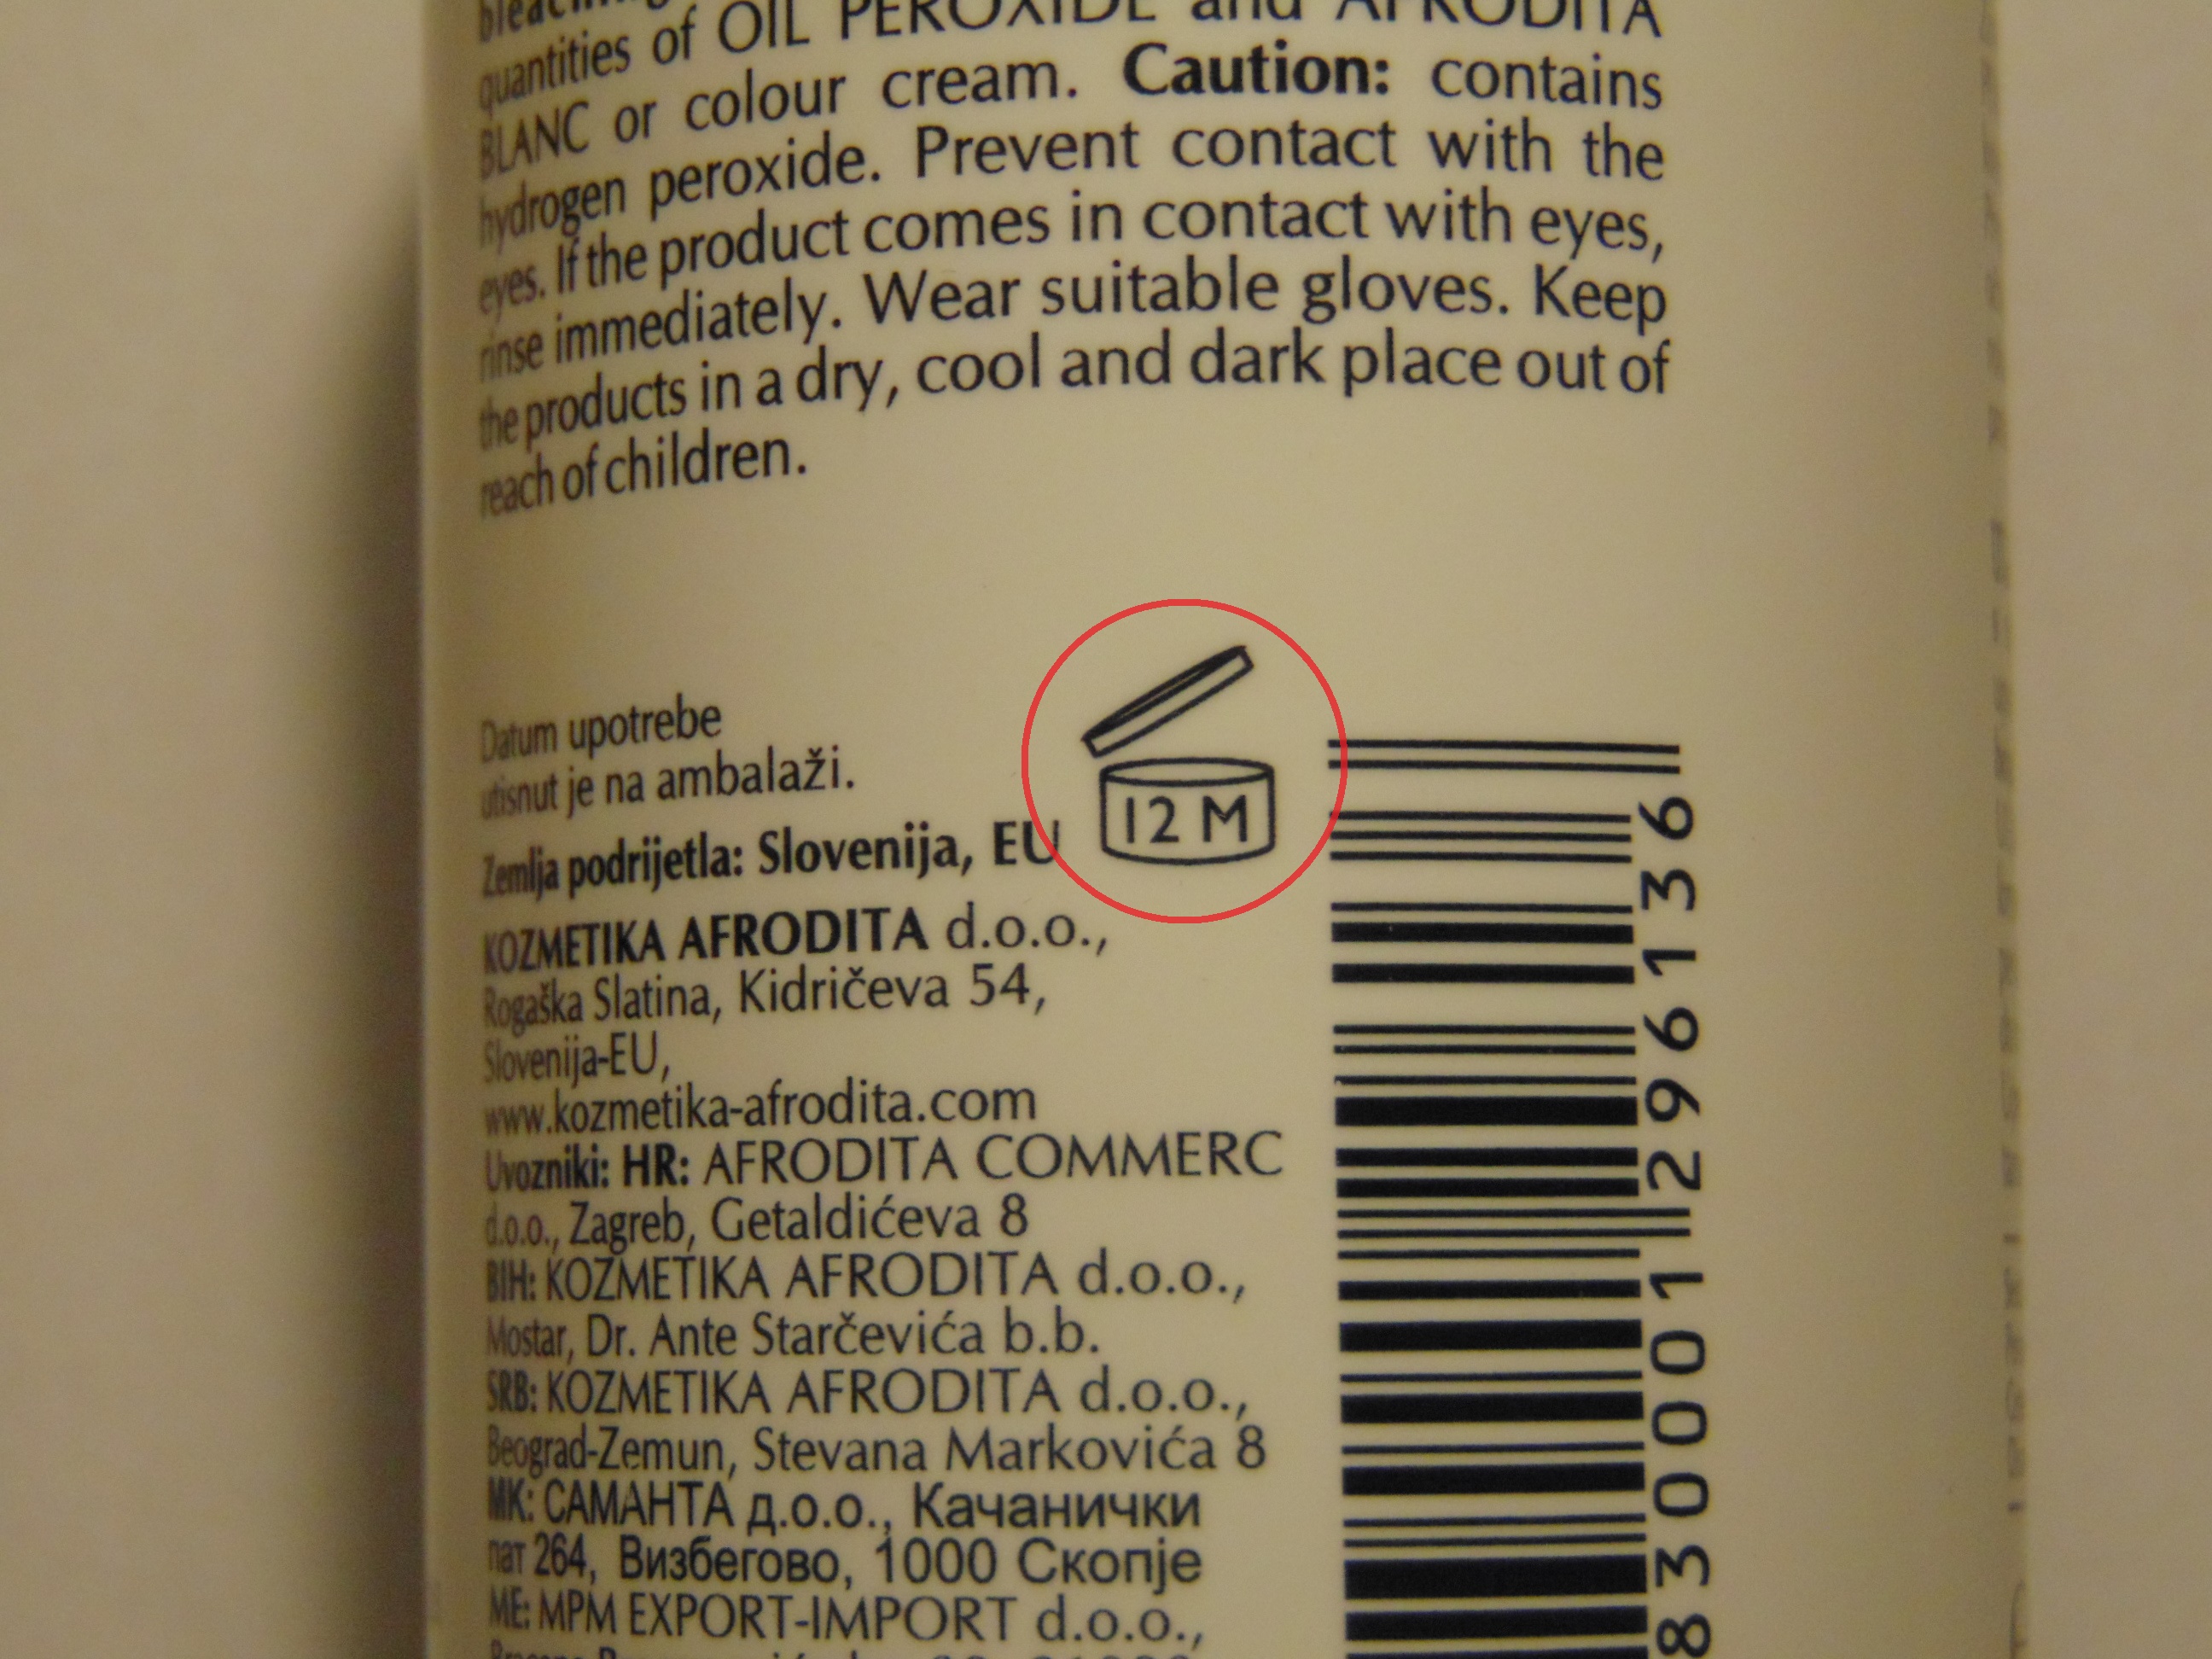 quantities of OIL PEROXIDE and AFRODITA
BLANC or colour cream. Caution: contains
hydrogen peroxide. Prevent contact with the
eyes. If the product comes in contact with eyes,
rinse immediately. Wear suitable gloves. Keep
the products in a dry, cool and dark place out of
reach of children.
Datum upotrebe
utisnut je na ambalaži.
12 M
Zemlja podrijetla: Slovenija, EU
KOZMETIKA AFRODITA d.o.o.,
Rogaška Slatina, Kidričeva 54,
Slovenija-EU,
www.kozmetika-afrodita.com
Uvozniki: HR: AFRODITA COMMERC
d.o.o., Zagreb, Getaldićeva 8
BIH: KOZMETIKA AFRODITA d.o.o.,
Mostar, Dr. Ante Starčevića b.b.
SRB: KOZMETIKA AFRODITA d.o.o.,
Beograd-Zemun, Stevana Markovića 8
MK: САМАНТА д.о.о., Качанички
пат 264, Визбегово, 1000 Скопје
ME: MPM EXPORT-IMPORT d.o.o.,
83001296136